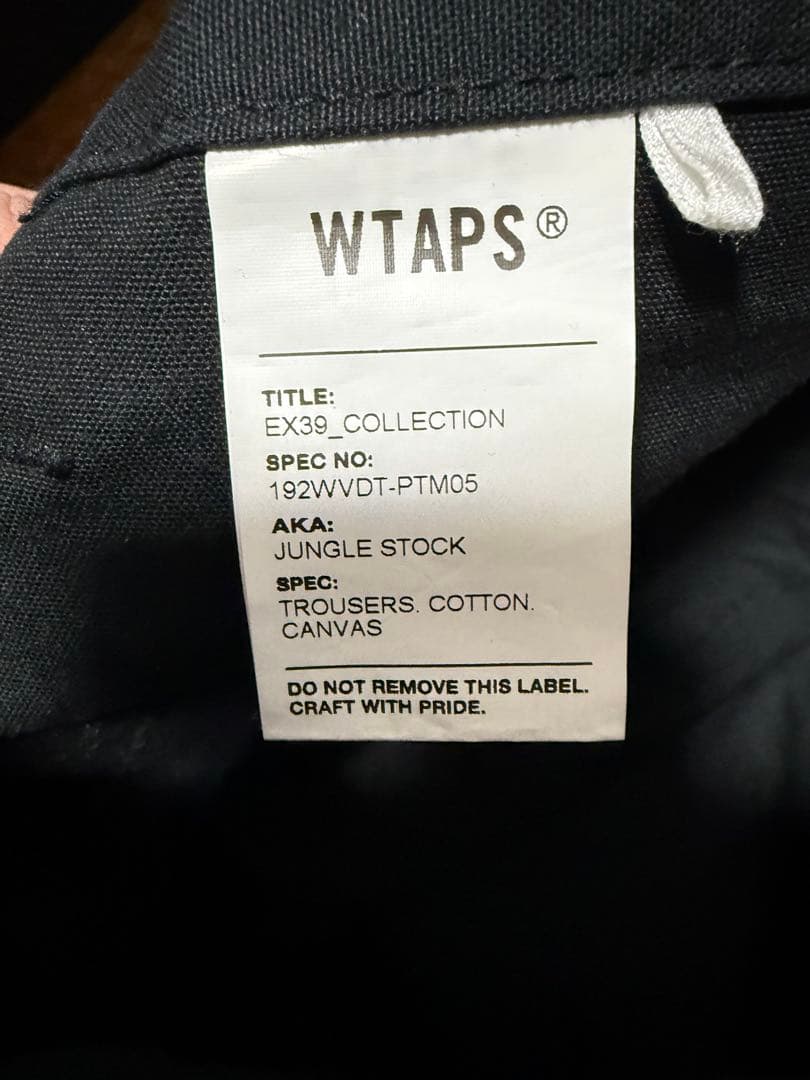 WTAPS®
TITLE:
EX39_COLLECTION
SPEC NO:
192WVDT-PTM05
AKA:
JUNGLE STOCK
SPEC:
TROUSERS. COTTON.
CANVAS
DO NOT REMOVE THIS LABEL.
CRAFT WITH PRIDE.